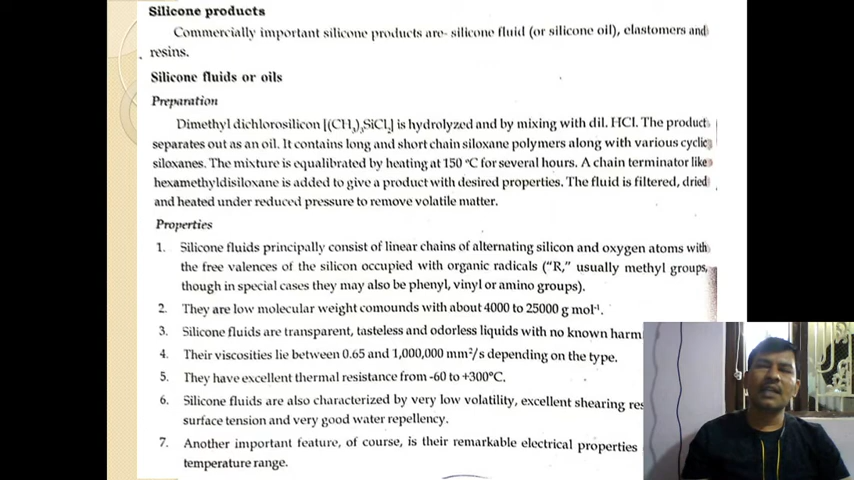 Silicone products
Commercially important silicone products are- silicone fluid (or silicone oil), elastomers and
resins.
Silicone fluids or oils
Preparation
Dimethyl dichlorosilicon [(CH3)3SiCl2] is hydrolyzed and by mixing with dil. HCl. The product
separates out as an oil. It contains long and short chain siloxane polymers along with various cyclic
siloxanes. The mixture is equalibrated by heating at 150 °C for several hours. A chain terminator like
hexamethyldisiloxane is added to give a product with desired properties. The fluid is filtered, dried
and heated under reduced pressure to remove volatile matter.
Properties
1. Silicone fluids principally consist of linear chains of alternating silicon and oxygen atoms with
the free valences of the silicon occupied with organic radicals ("R," usually methyl groups,
though in special cases they may also be phenyl, vinyl or amino groups).
2. They are low molecular weight comounds with about 4000 to 25000 g mol-1.
3. Silicone fluids are transparent, tasteless and odorless liquids with no known harm
4. Their viscosities lie between 0.65 and 1,000,000 mm2/s depending on the type.
5. They have excellent thermal resistance from -60 to +300°C.
6. Silicone fluids are also characterized by very low volatility, excellent shearing res
surface tension and very good water repellency.
7. Another important feature, of course, is their remarkable electrical properties
temperature range.